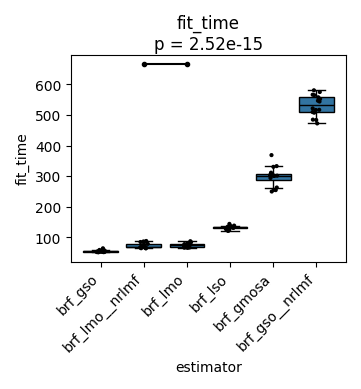 fit_time
p = 2.52e-15
fit_time
600
500
400
300
200
100
brf_gso
brf_lmo__nrlmf
brf_lmo
brf_lso
brf_gmosa
brf_gso__nrlmf
estimator